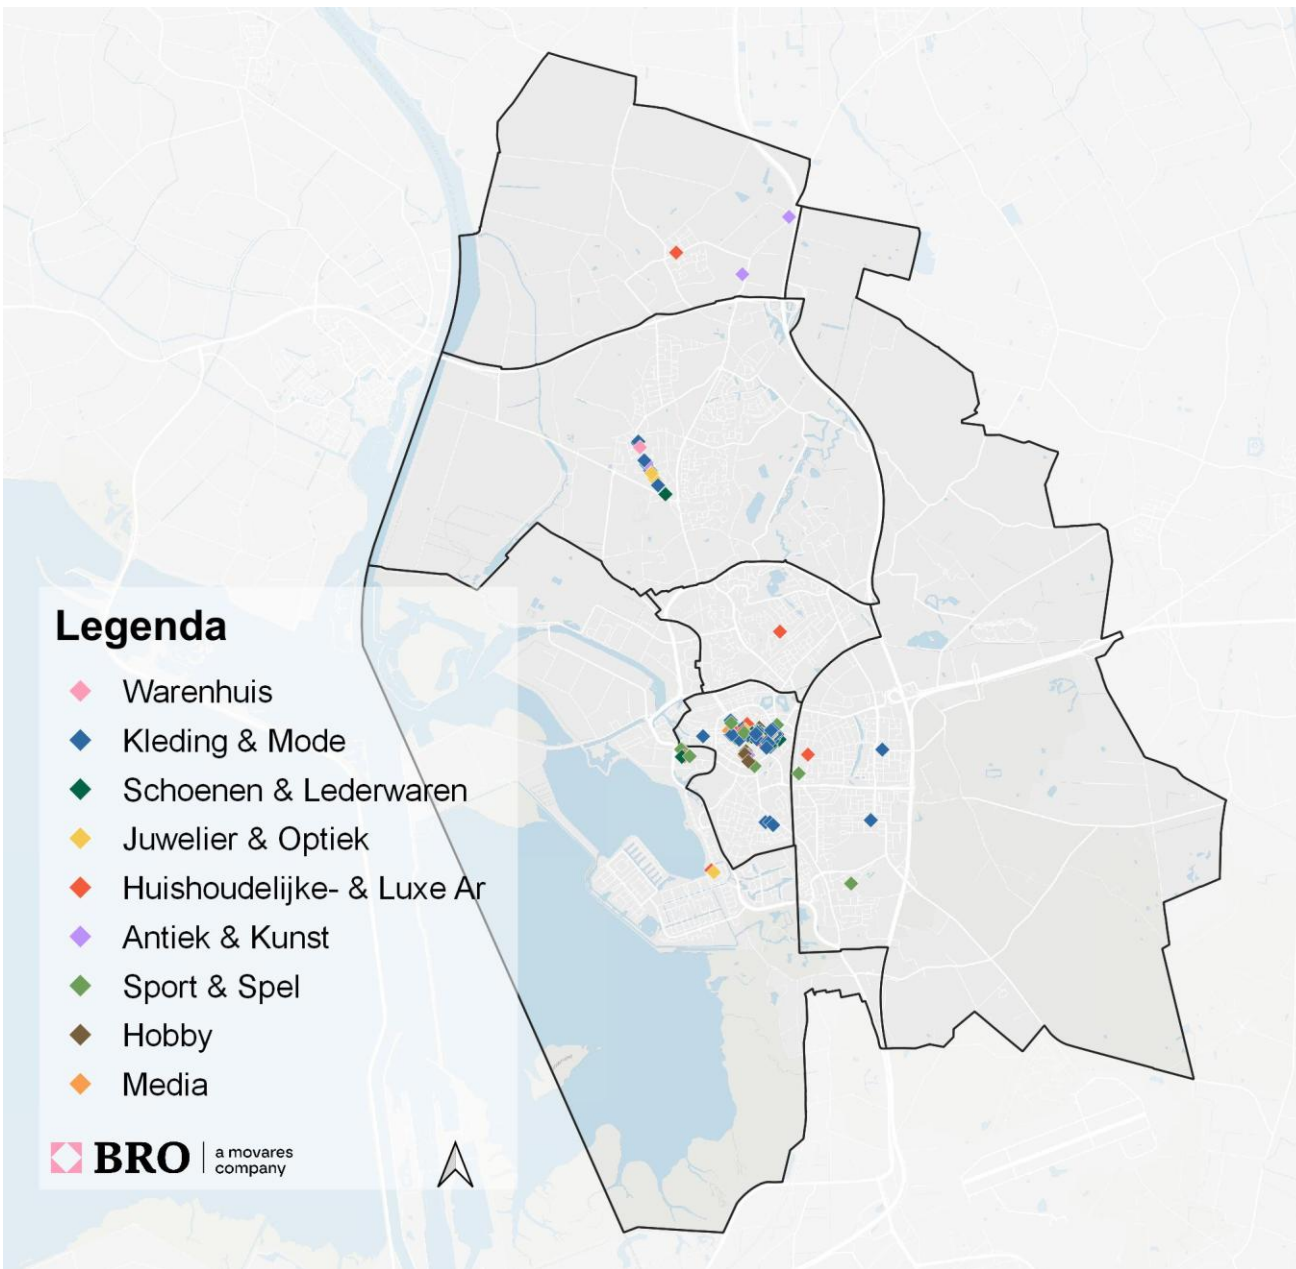 Legenda
Warenhuis
Kleding & Mode
Schoenen & Lederwaren
Juwelier & Optiek
Huishoudelijke- & Luxe Ar
Antiek & Kunst
Sport & Spel
Hobby
Media
BRO
a movares
company